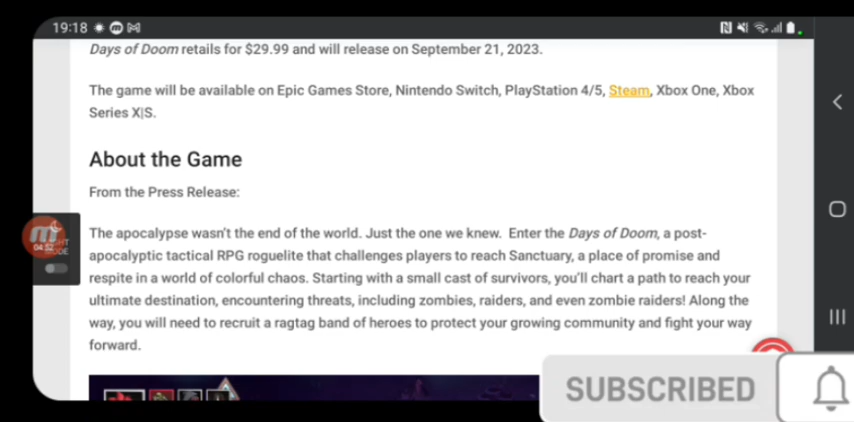 19:18
Days of Doom retails for $29.99 and will release on September 21, 2023.
The game will be available on Epic Games Store, Nintendo Switch, PlayStation 4/5, Steam, Xbox One, Xbox
Series X|S.
About the Game
From the Press Release:
04:52
The apocalypse wasn't the end of the world. Just the one we knew. Enter the Days of Doom, a post-
apocalyptic tactical RPG roguelite that challenges players to reach Sanctuary, a place of promise and
respite in a world of colorful chaos. Starting with a small cast of survivors, you'll chart a path to reach your
ultimate destination, encountering threats, including zombies, raiders, and even zombie raiders! Along the
way, you will need to recruit a ragtag band of heroes to protect your growing community and fight your way
forward.
SUBSCRIBED